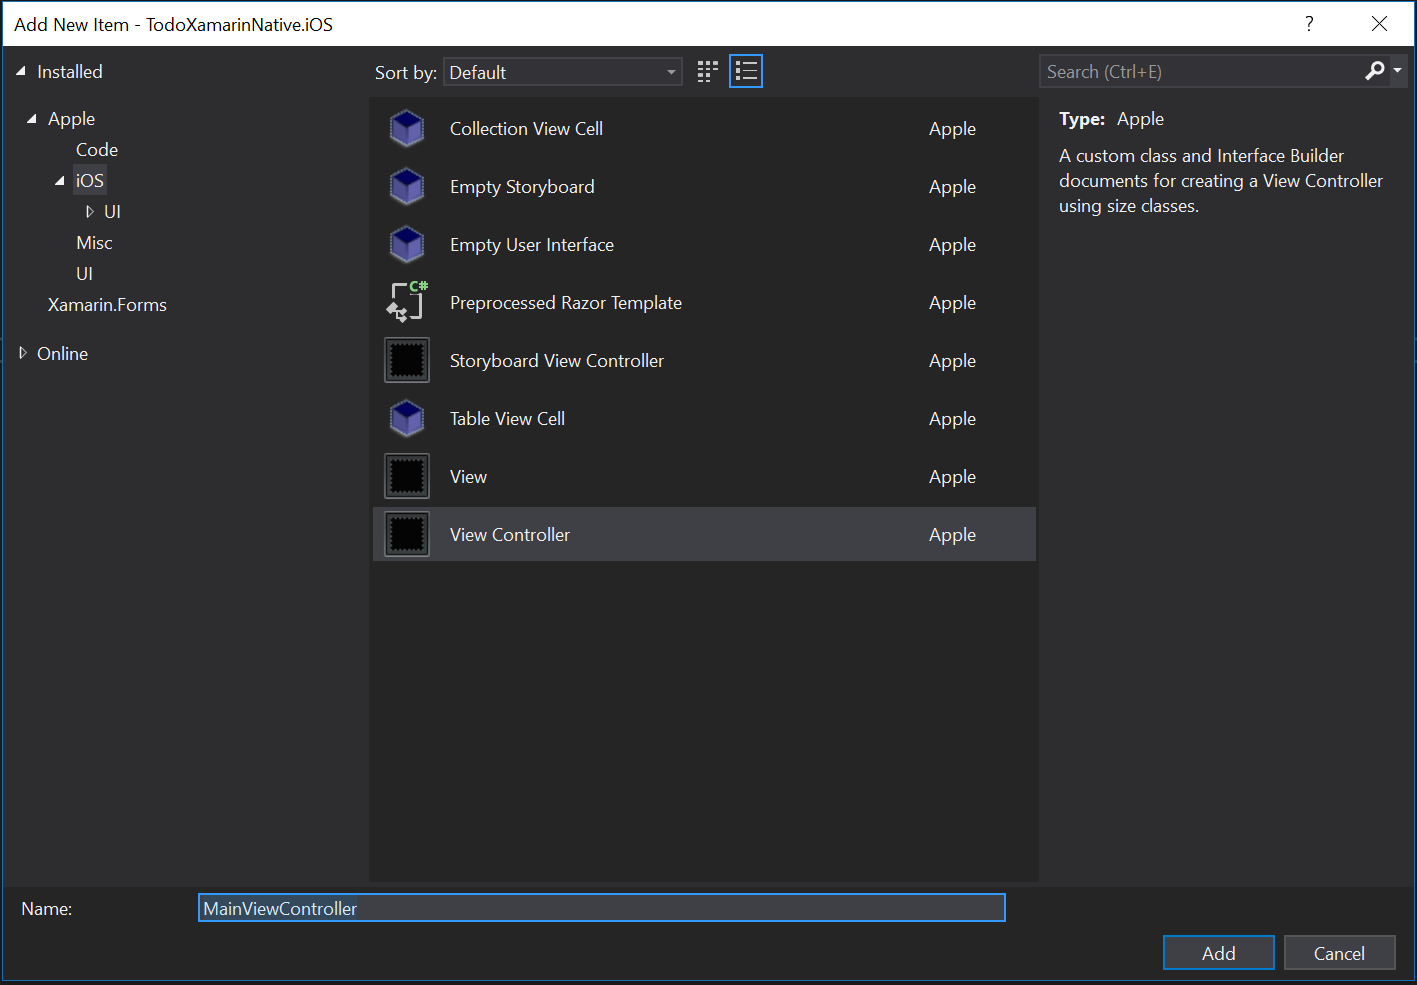 Add New Item - TodoXamarinNative.iOS
?
Installed
Apple
Code
iOS
UI
Misc
UI
Xamarin.Forms
Online
Sort by: Default
Collection View Cell Apple
Empty Storyboard Apple
Empty User Interface Apple
C#
Preprocessed Razor Template Apple
Storyboard View Controller Apple
Table View Cell Apple
View Apple
View Controller Apple
Search (Ctrl+E)
Type: Apple
A custom class and Interface Builder
documents for creating a View Controller
using size classes.
Name: MainViewController
Add Cancel